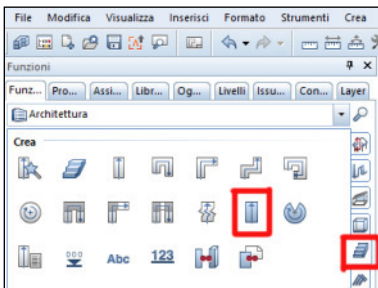 File Modifica Visualizza Inserisci Formato Strumenti Crea
Funzioni
Funz... Pro... Assi... Libr... Og... Livelli Issu... Con... Layer
Architettura
Crea
Abc 123